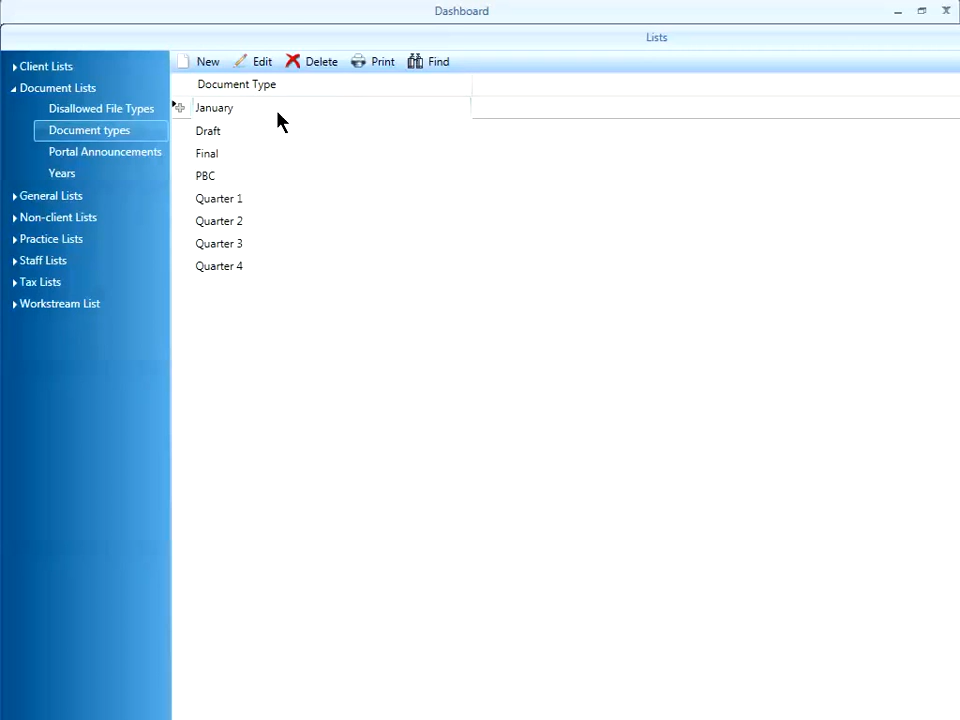 Dashboard
Lists
Client Lists
Document Lists
Disallowed File Types
Document types
Portal Announcements
Years
General Lists
Non-client Lists
Practice Lists
Staff Lists
Tax Lists
Workstream List
New Edit Delete Print Find
Document Type
January
Draft
Final
PBC
Quarter 1
Quarter 2
Quarter 3
Quarter 4